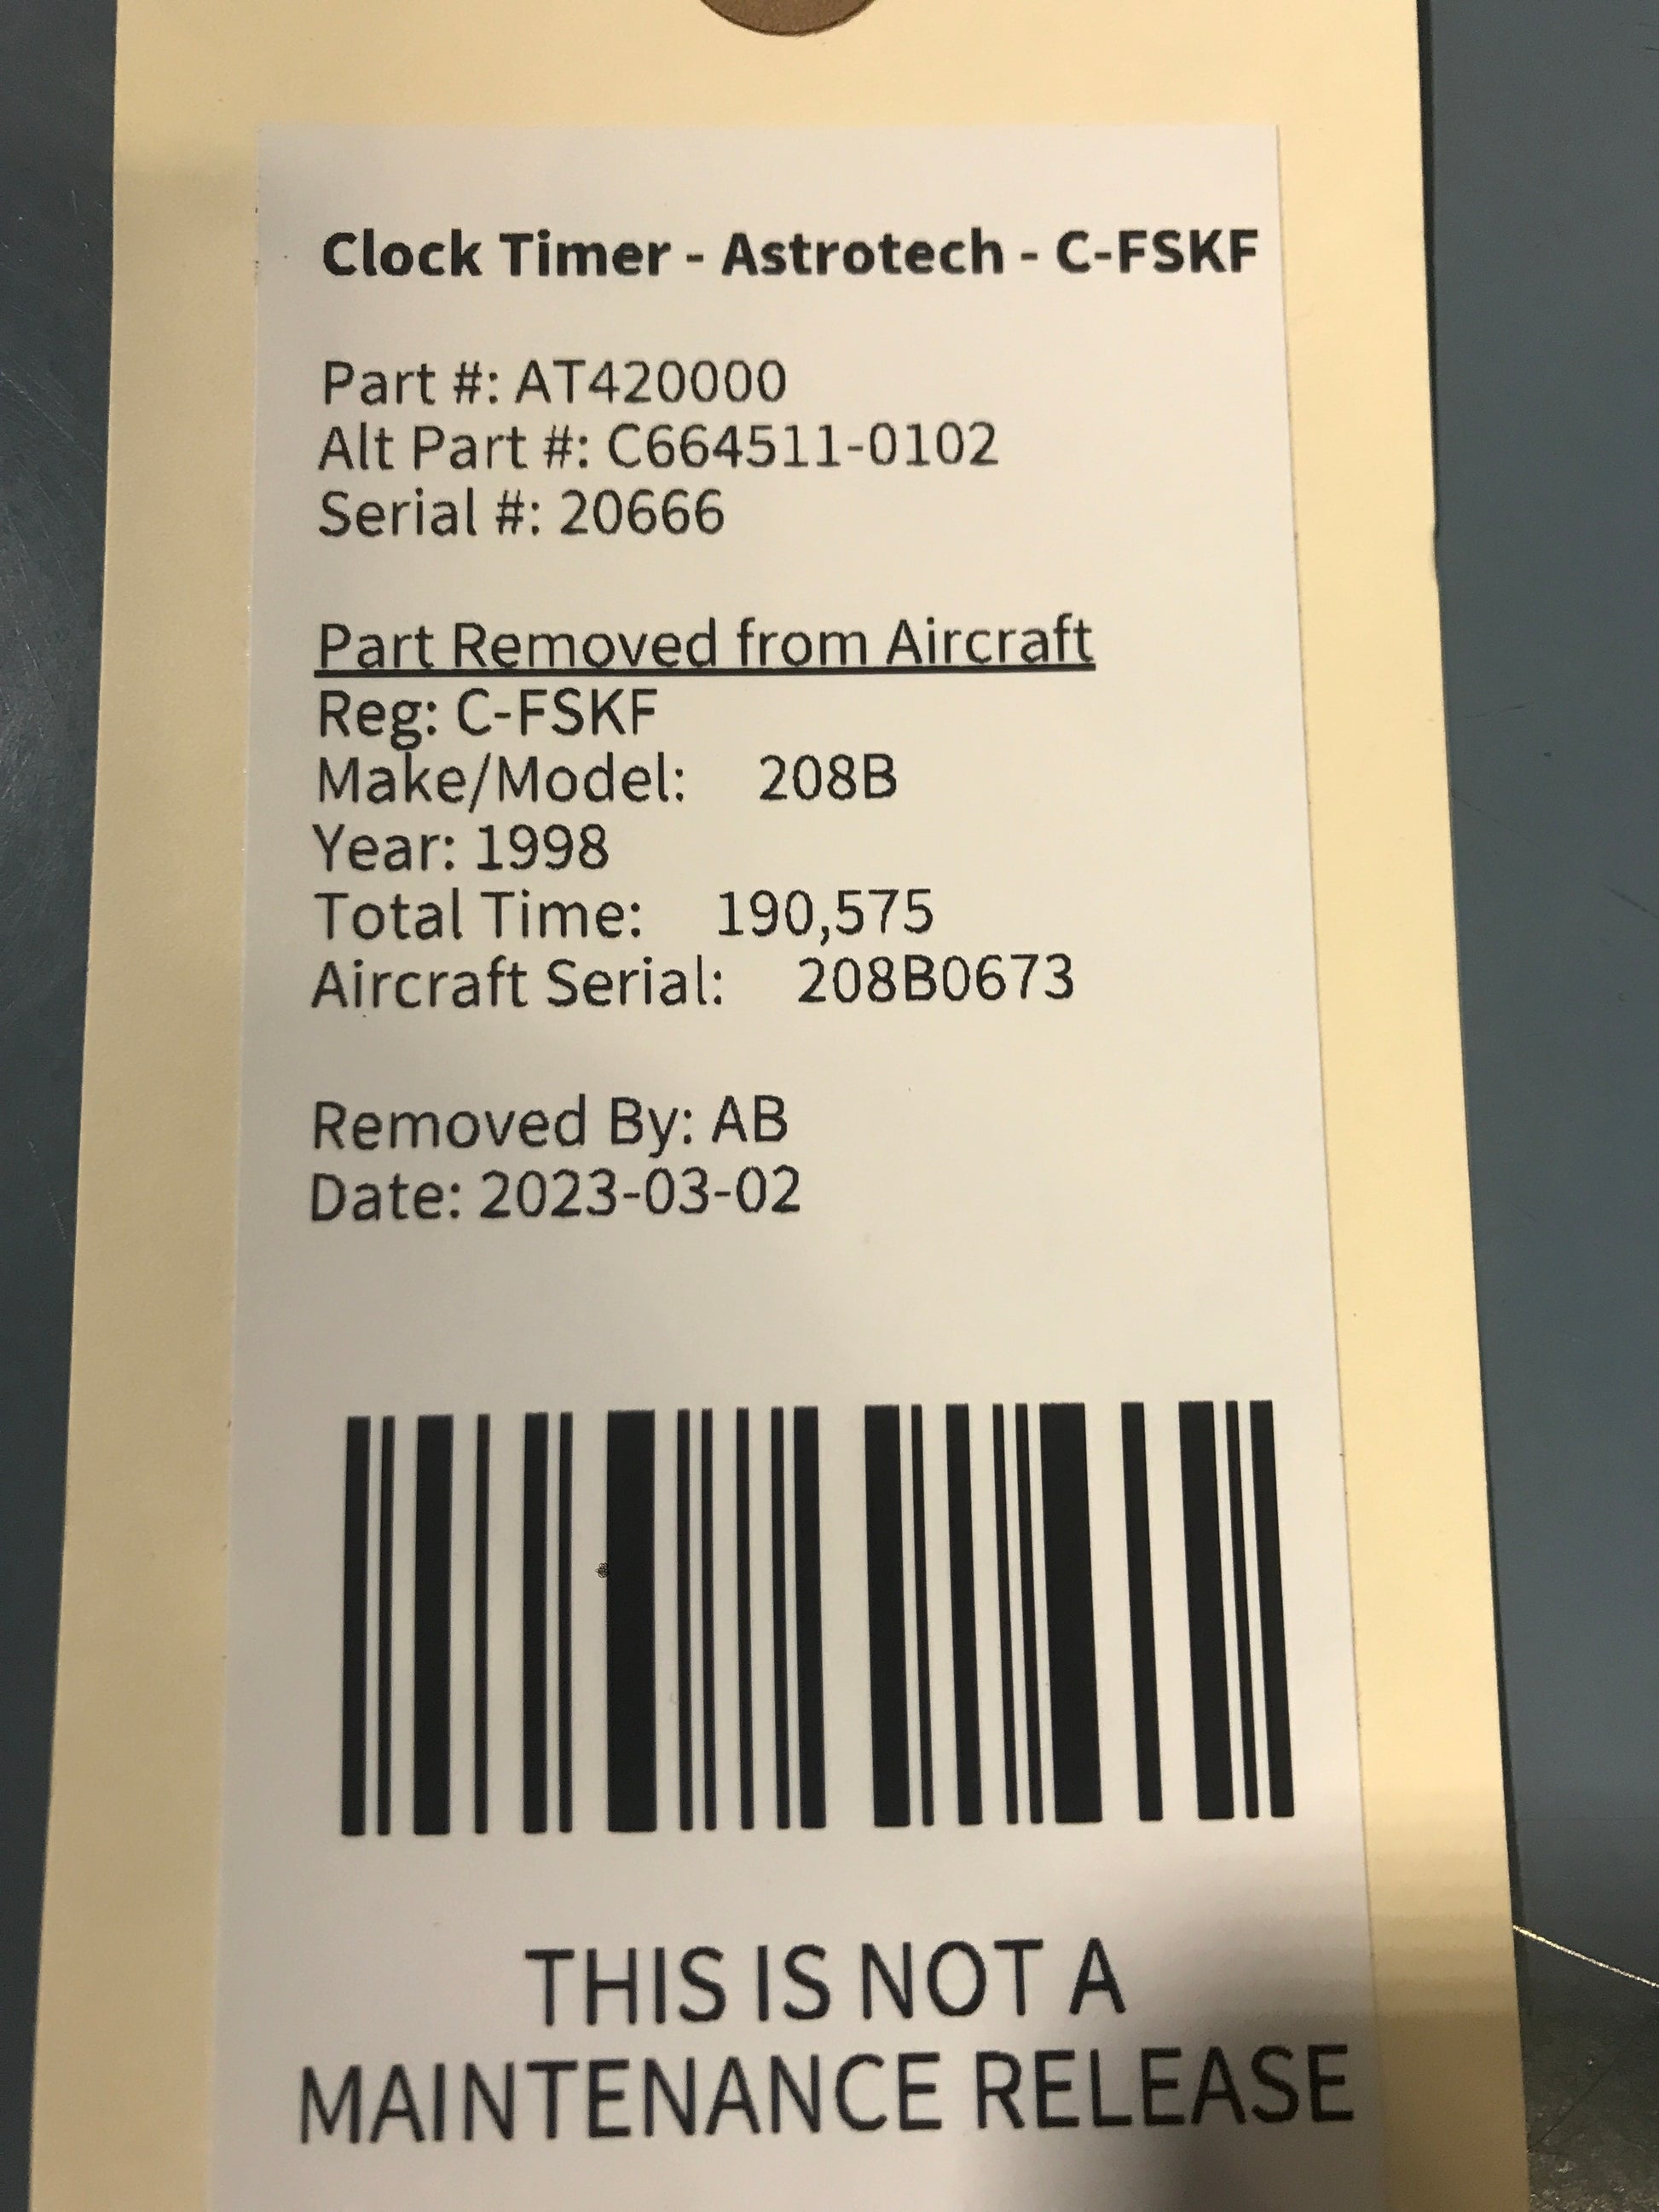 Clock Timer - Astrotech - C-FSKF
Part #: AT420000
Alt Part #: C664511-0102
Serial #: 20666
Part Removed from Aircraft
Reg: C-FSKF
Make/Model: 208B
Year: 1998
Total Time: 190,575
Aircraft Serial: 208B0673
Removed By: AB
Date: 2023-03-02
THIS IS NOT A
MAINTENANCE RELEASE